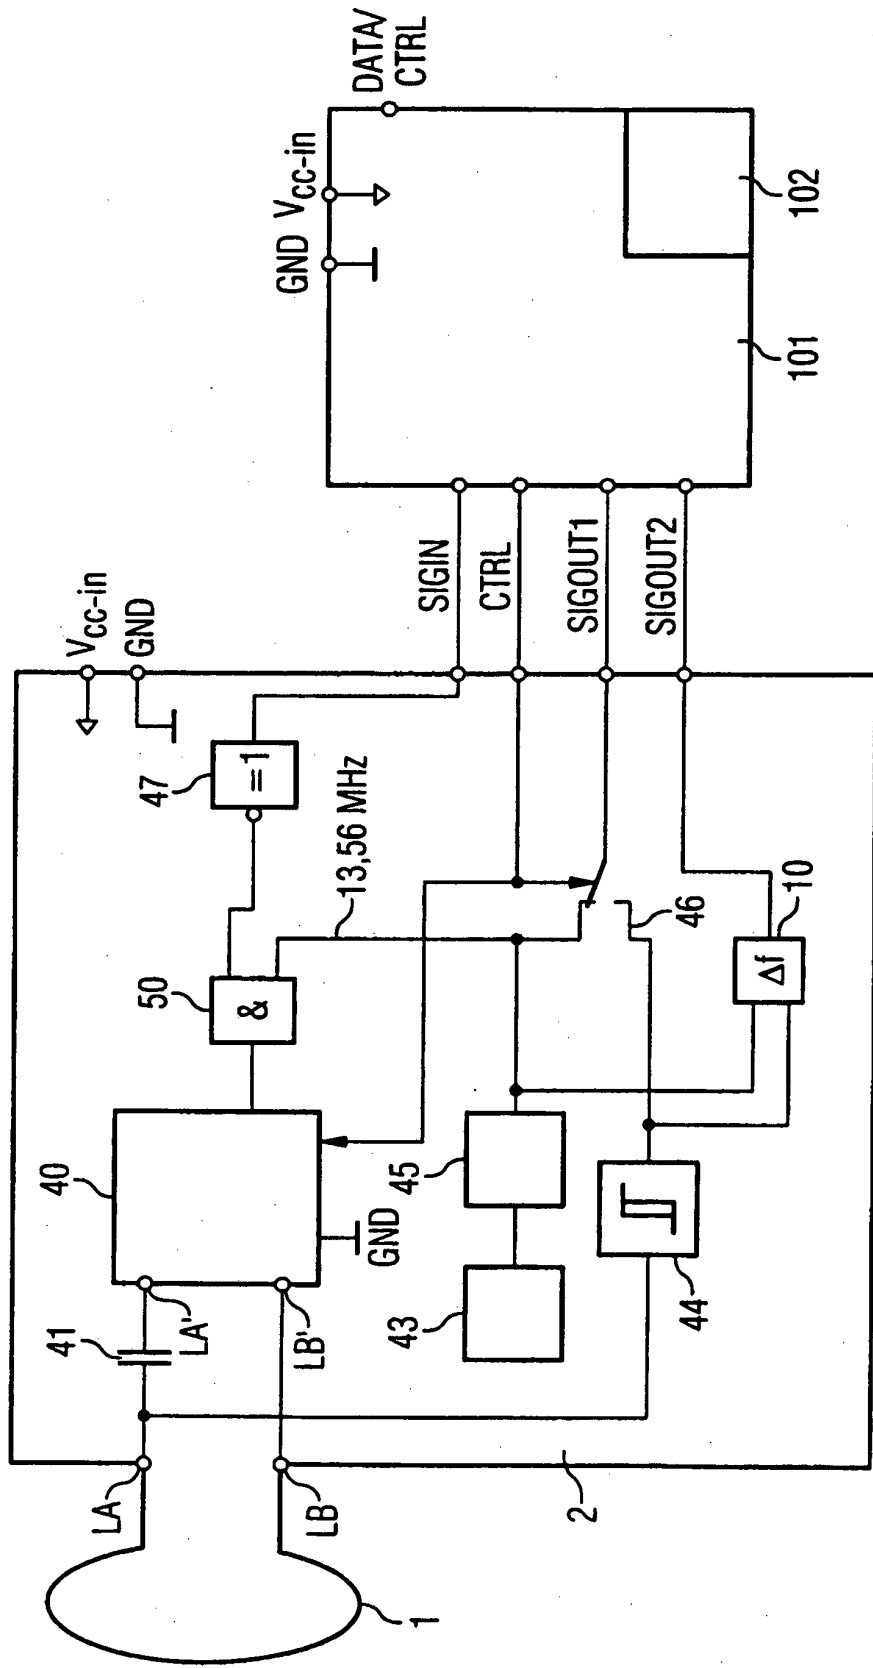 1
LA
LB
2
41
LA'
LB'
40
GND
50
&
47
=1
13,56 MHz
43
45
44
46
10
Δf
VCC-in
GND
SIGIN
CTRL
SIGOUT1
SIGOUT2
GND
VCC-in
DATA/
CTRL
101
102